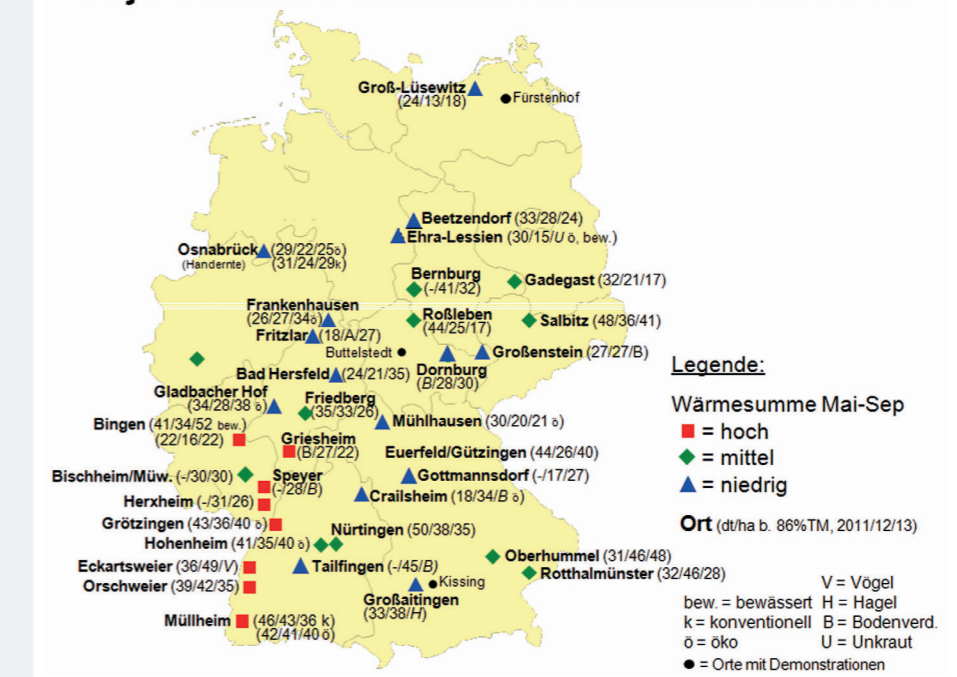 Groß-Lüsewitz
(24/13/18)
Fürstenhof
Beetzendorf (33/28/24)
Ehra-Lessien (30/15/U ö, bew.)
Osnabrück (29/22/25ö)
(Handernte) (31/24/29k)
Bernburg
(-/41/32)
Gadegast (32/21/17)
Frankenhausen
(26/27/34ö)
Roßleben
(44/25/17)
Salbitz (48/36/41)
Fritzlar (18/A/27)
Buttelstedt
Großenstein (27/27/B)
Dornburg
(B/28/30)
Bad Hersfeld (24/21/35)
Gladbacher Hof
(34/28/38 ö)
Friedberg
(35/33/26)
Mühlhausen (30/20/21 ö)
Bingen (41/34/52 bew.)
(22/16/22)
Griesheim
(B/27/22)
Euerfeld/Gützingen (44/26/40)
Bischheim/Müw. (-/30/30)
Speyer
(-/28/B)
Gottmannsdorf (-/17/27)
Crailsheim (18/34/B ö)
Herxheim (-/31/26)
Grötzingen (43/36/40 ö)
Nürtingen (50/38/35)
Hohenheim (41/35/40 ö)
Oberhummel (31/46/48)
Eckartsweier (36/49/V)
Tailfingen (-/45/B)
Rotthalmünster (32/46/28)
Orschweier (39/42/35)
Kissing
Großaitingen
(33/38/H)
Müllheim (46/43/36 k)
(42/41/40 ö)
Legende:
Wärmesumme Mai-Sep
= hoch
= mittel
= niedrig
Ort (dt/ha b. 86%TM, 2011/12/13)
V = Vögel
bew. = bewässert H = Hagel
k = konventionell B = Bodenverd.
ö = öko U = Unkraut
= Orte mit Demonstrationen